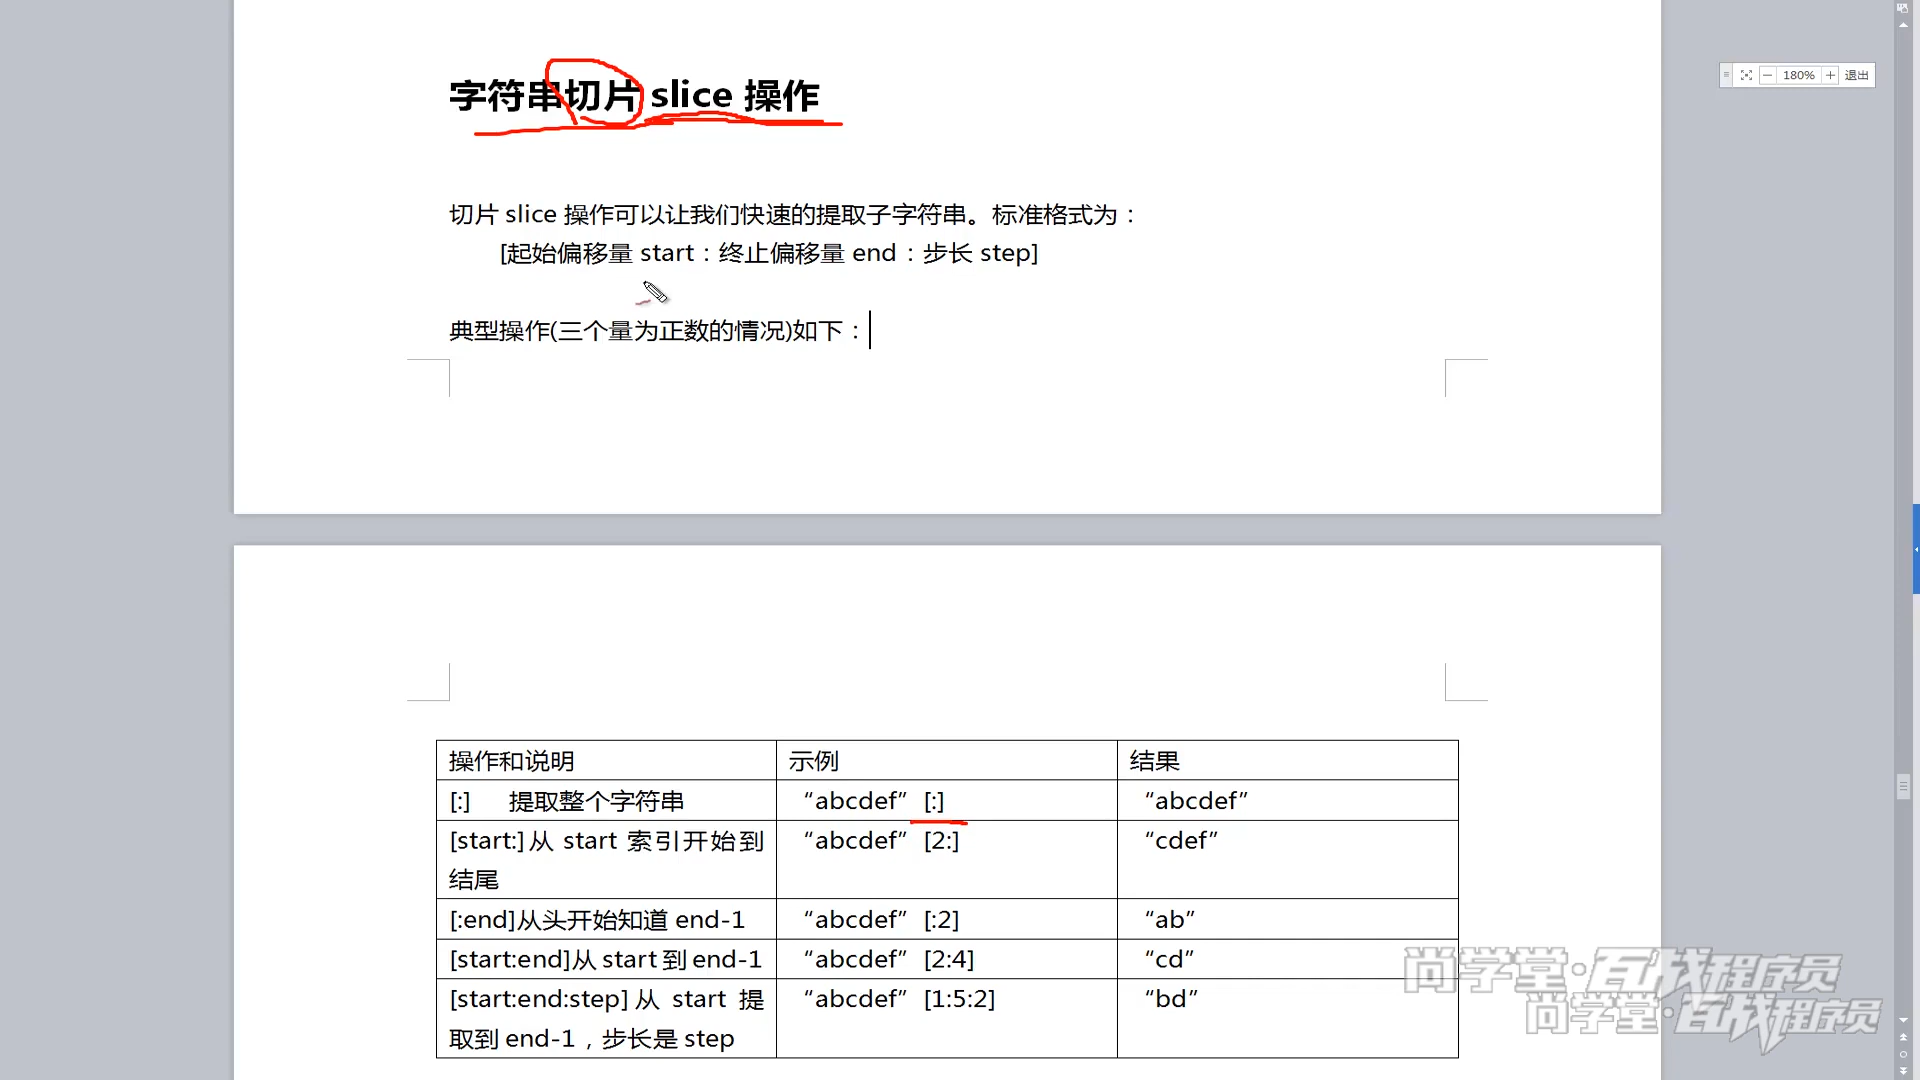 字符串切片 slice 操作
180%
退出
切片 slice 操作可以让我们快速的提取子字符串。标准格式为：
[起始偏移量 start：终止偏移量 end：步长 step]
典型操作(三个量为正数的情况)如下：
操作和说明 示例 结果
[:] 提取整个字符串 “abcdef” [:] “abcdef”
[start:]从 start 索引开始到 “abcdef” [2:] “cdef”
结尾
[:end]从头开始知道 end-1 “abcdef” [:2] “ab”
[start:end]从 start 到 end-1 “abcdef” [2:4] “cd”
[start:end:step] 从 start 提 “abcdef” [1:5:2] “bd”
取到 end-1，步长是 step
尚学堂·百战程序员
尚学堂·百战程序员